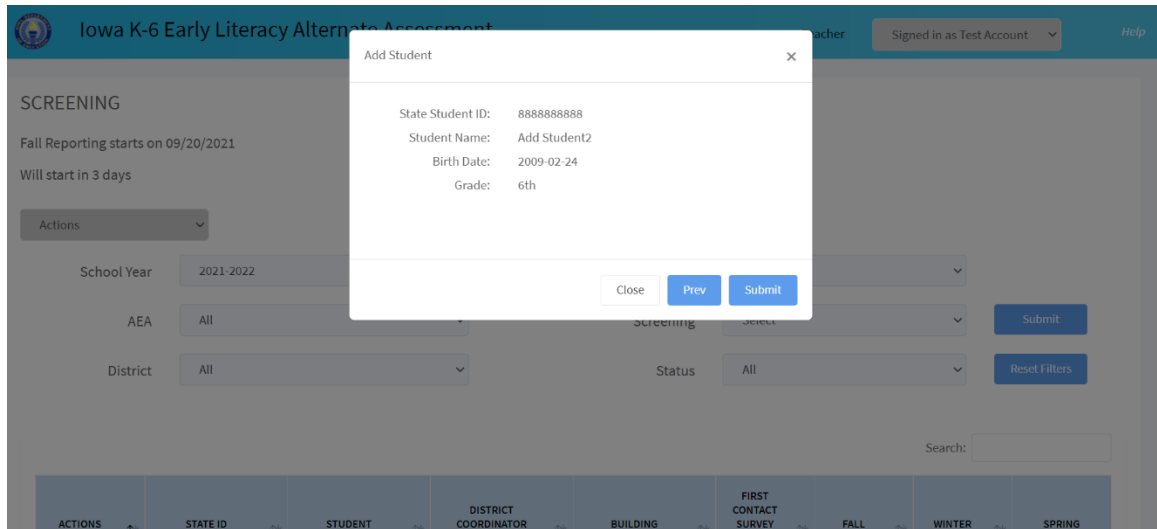 Iowa K-6 Early Literacy Alternate Assessment
Signed in as Test Account
Help
Add Student
×
State Student ID: 8888888888
Student Name: Add Student2
Birth Date: 2009-02-24
Grade: 6th
Close Prev Submit
SCREENING
Fall Reporting starts on 09/20/2021
Will start in 3 days
Actions
School Year 2021-2022
AEA All Screening Select Submit
District All Status All Reset Filters
Search:
ACTIONS STATE ID STUDENT DISTRICT COORDINATOR BUILDING FIRST CONTACT SURVEY FALL WINTER SPRING